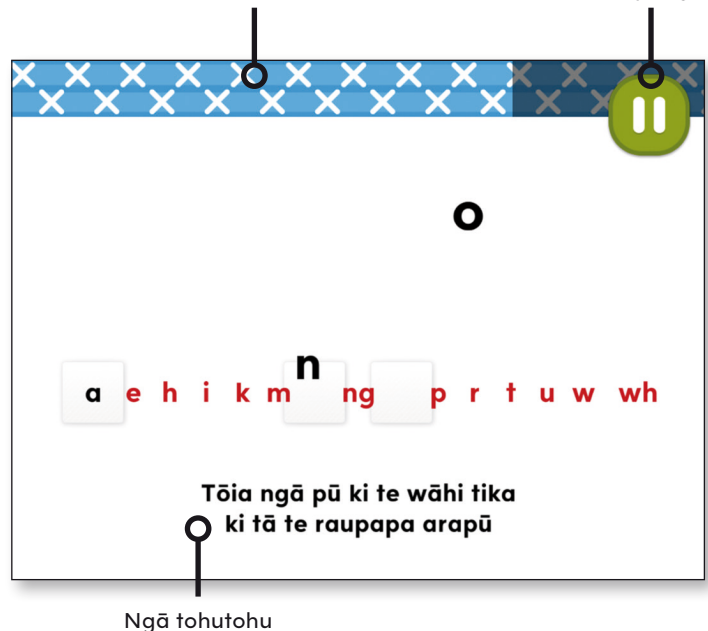 o
n
a e h i k m ng p r t u w wh
Tōia ngā pū ki te wāhi tika
ki tā te raupapa arapū
Ngā tohutohu